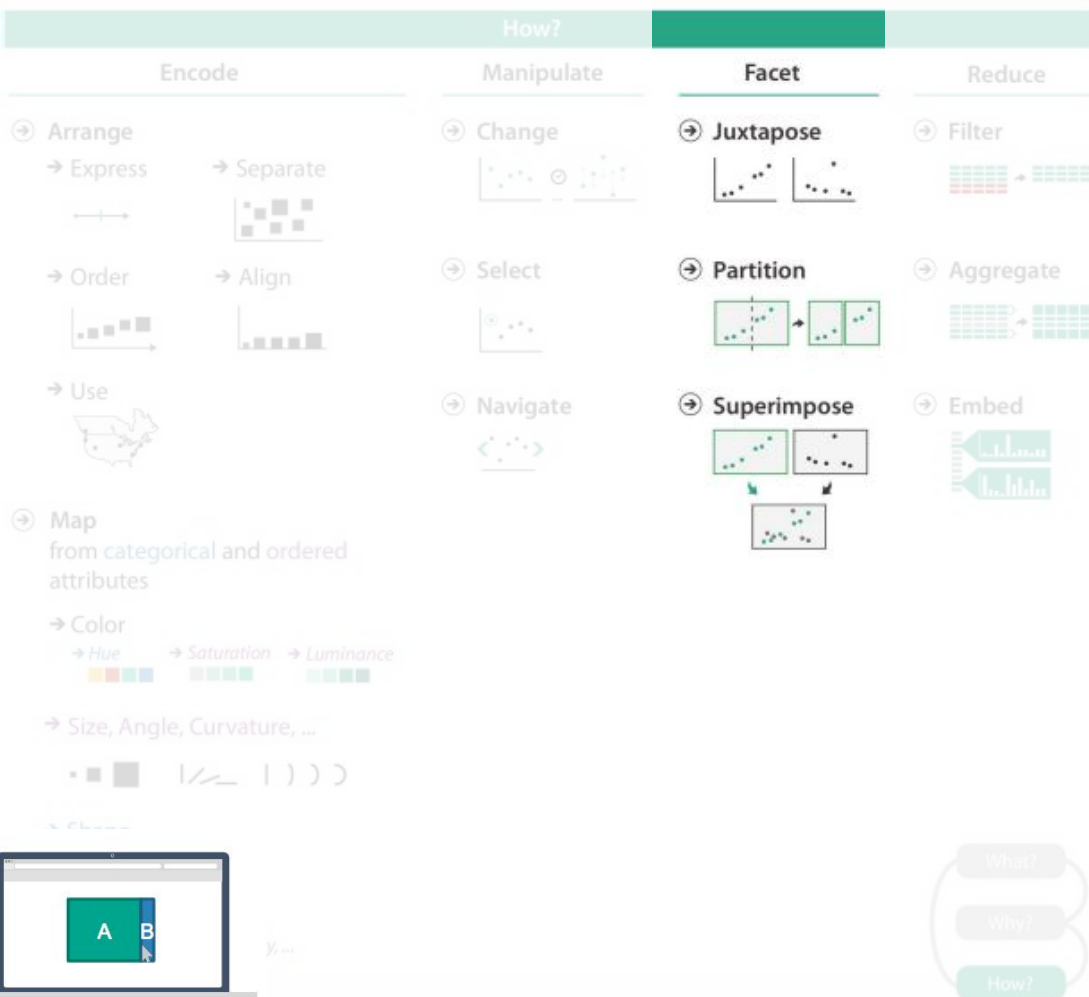 How?
Encode
Manipulate
Facet
Reduce
Arrange
Express
Separate
Order
Align
Use
Map
from categorical and ordered
attributes
Color
Hue
Saturation
Luminance
Size, Angle, Curvature, ...
Change
Select
Navigate
Juxtapose
Partition
Superimpose
Filter
Aggregate
Embed
A
B
What?
Why?
How?